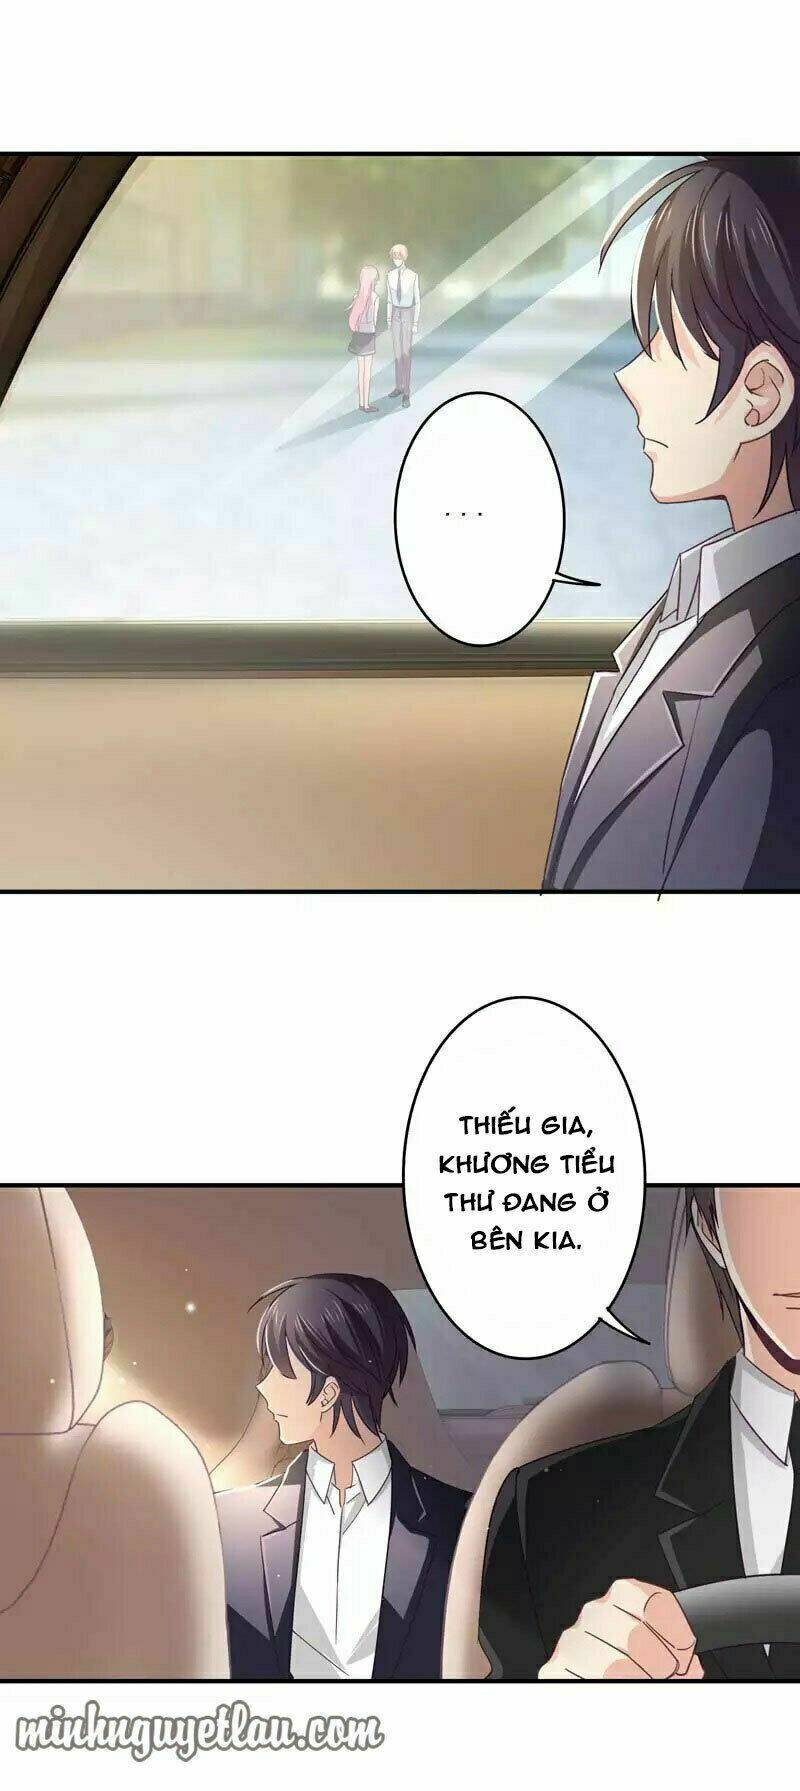 ...
THIẾU GIA,
KHƯƠNG TIỂU
THƯ ĐANG Ở
BÊN KIA.
minhnguyetlau.com